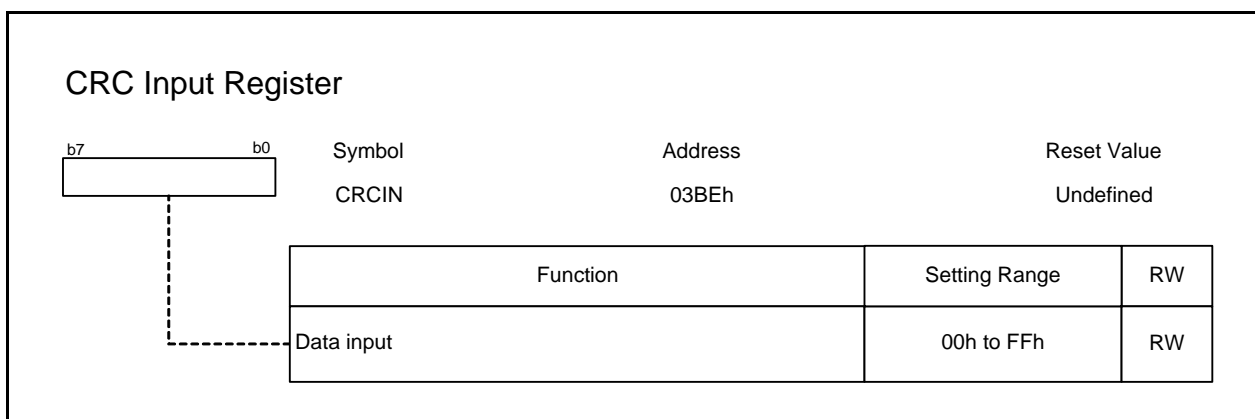 CRC Input Register
b7 b0 Symbol Address Reset Value
CRCIN 03BEh Undefined
Function Setting Range RW
Data input 00h to FFh RW